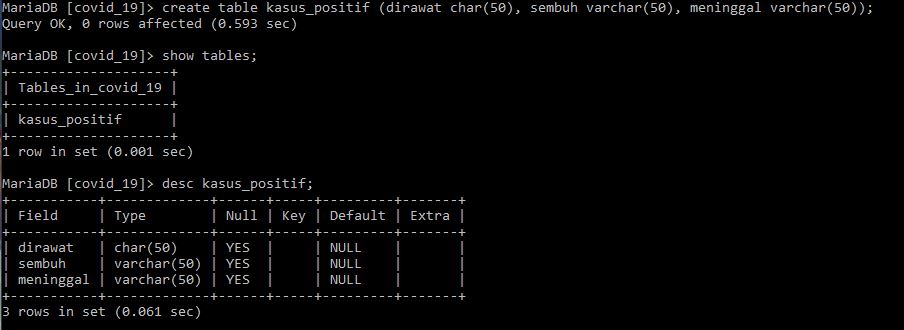 MariaDB [covid_19]> create table kasus_positif (dirawat char(50), sembuh varchar(50), meninggal varchar(50));
Query OK, 0 rows affected (0.593 sec)

MariaDB [covid_19]> show tables;
+--------------------+
| Tables_in_covid_19 |
+--------------------+
| kasus_positif      |
+--------------------+
1 row in set (0.001 sec)

MariaDB [covid_19]> desc kasus_positif;
+-----------+-------------+------+-----+---------+-------+
| Field     | Type        | Null | Key | Default | Extra |
+-----------+-------------+------+-----+---------+-------+
| dirawat   | char(50)    | YES  |     | NULL    |       |
| sembuh    | varchar(50) | YES  |     | NULL    |       |
| meninggal | varchar(50) | YES  |     | NULL    |       |
+-----------+-------------+------+-----+---------+-------+
3 rows in set (0.061 sec)